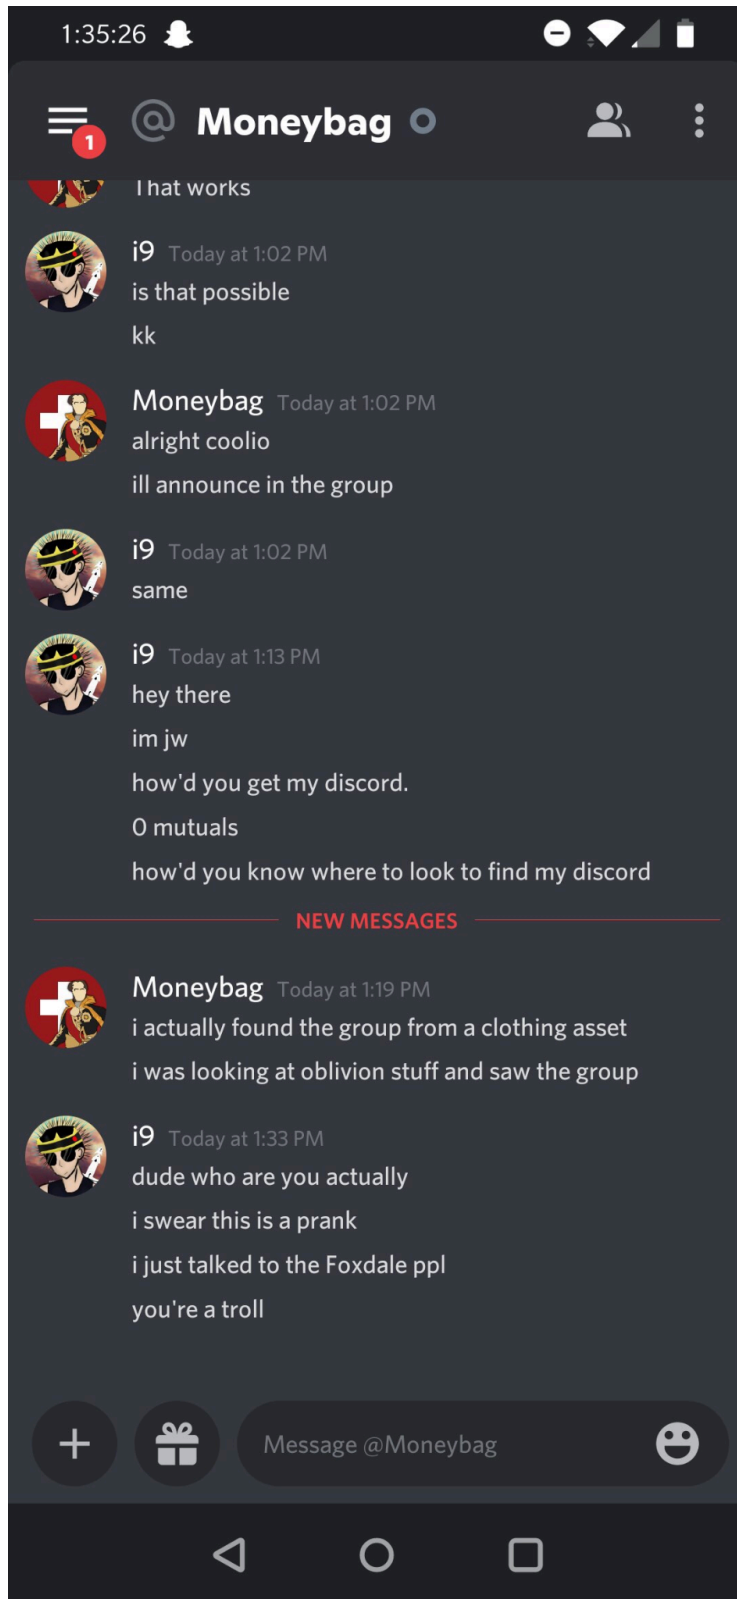 1:35:26
1
@ Moneybag
That works
i9 Today at 1:02 PM
is that possible
kk
Moneybag Today at 1:02 PM
alright coolio
ill announce in the group
i9 Today at 1:02 PM
same
i9 Today at 1:13 PM
hey there
im jw
how'd you get my discord.
0 mutuals
how'd you know where to look to find my discord
NEW MESSAGES
Moneybag Today at 1:19 PM
i actually found the group from a clothing asset
i was looking at oblivion stuff and saw the group
i9 Today at 1:33 PM
dude who are you actually
i swear this is a prank
i just talked to the Foxdale ppl
you're a troll
Message @Moneybag